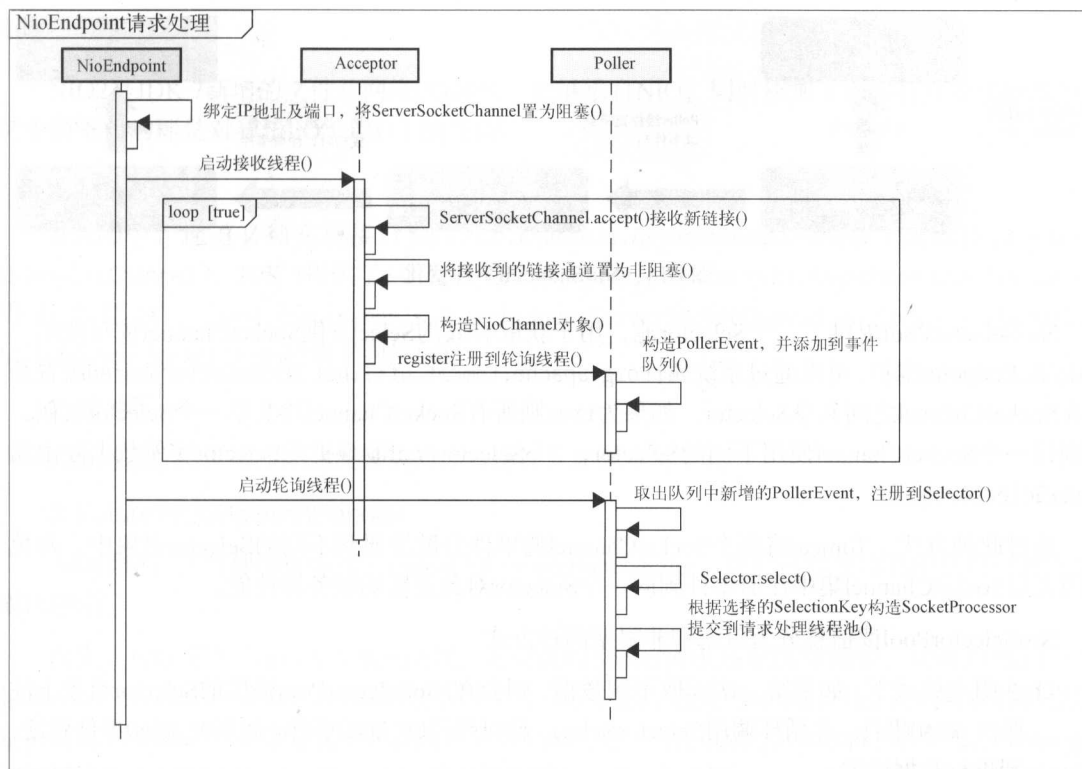 NioEndpoint请求处理
NioEndpoint
Acceptor
Poller
绑定IP地址及端口，将ServerSocketChannel置为阻塞()
启动接收线程()
loop [true]
ServerSocketChannel.accept()接收新链接()
将接收到的链接通道置为非阻塞()
构造NioChannel对象()
register注册到轮询线程()
构造PollerEvent，并添加到事件
队列()
启动轮询线程()
取出队列中新增的PollerEvent，注册到Selector()
Selector.select()
根据选择的SelectionKey构造SocketProcessor
提交到请求处理线程池()